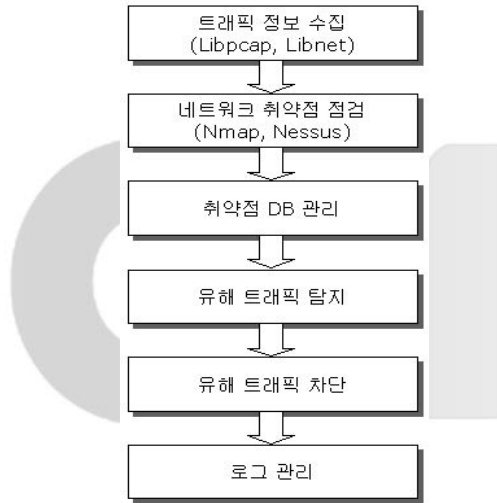 트래픽 정보 수집
(Libpcap, Libnet)
네트워크 취약점 점검
(Nmap, Nessus)
취약점 DB 관리
유해 트래픽 탐지
유해 트래픽 차단
로그 관리